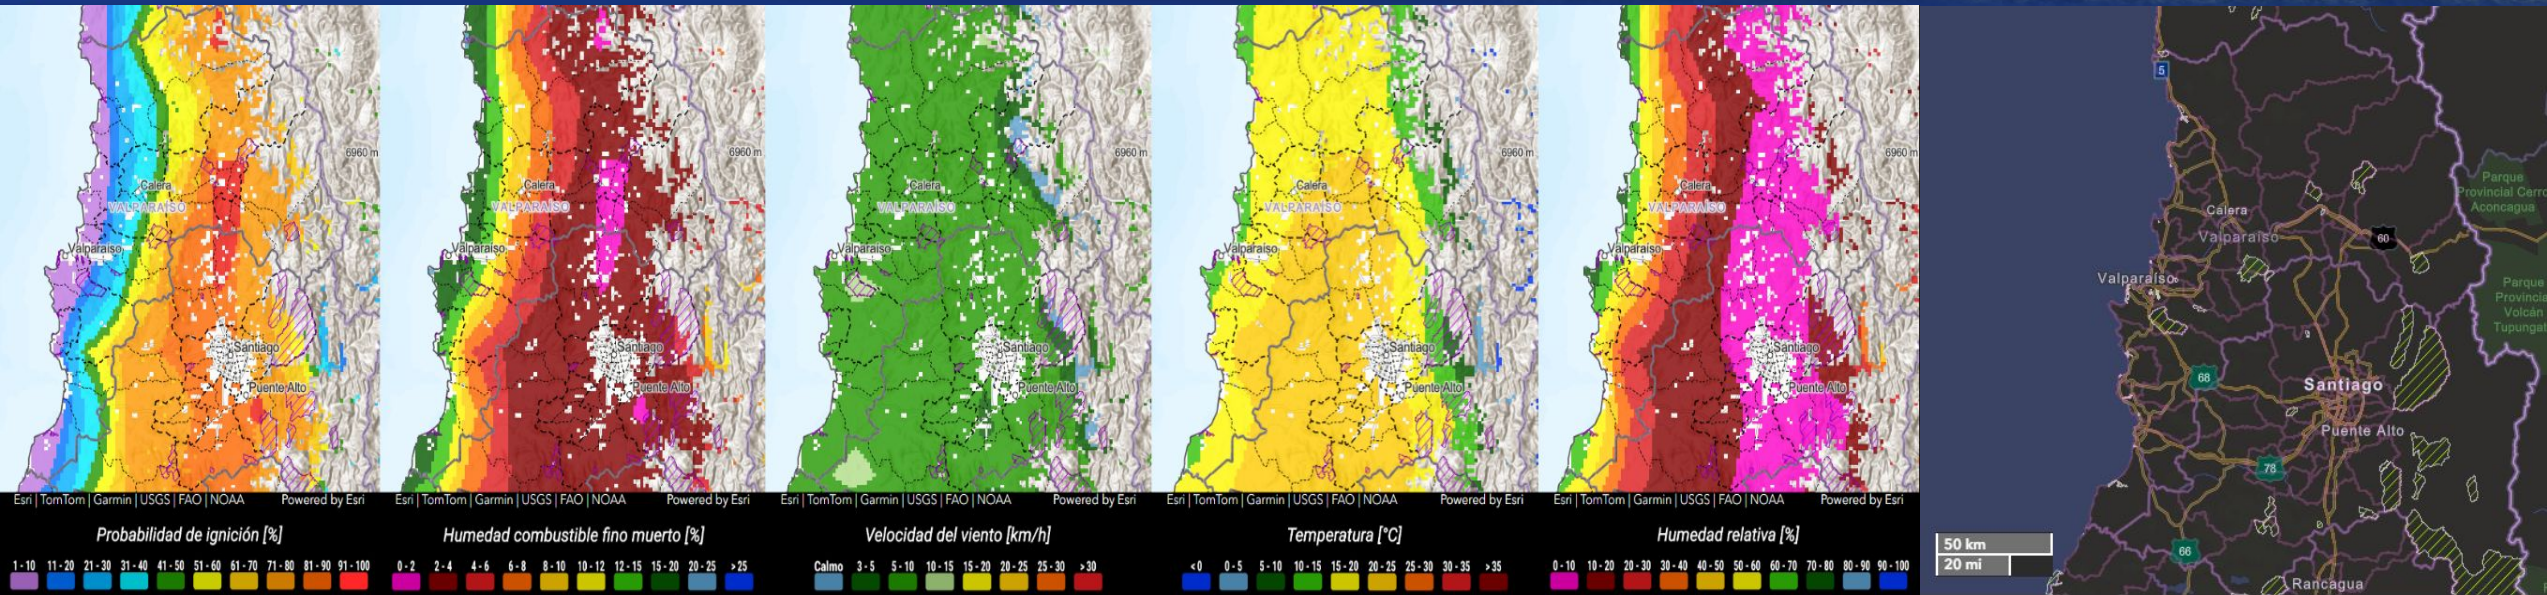 6960 m
Calera
VALPARAÍSO
Valparaíso
Santiago
Puente Alto
Esri | TomTom | Garmin | USGS | FAO | NOAA
Powered by Esri
Probabilidad de ignición [%]
1 - 10 11 - 20 21 - 30 31 - 40 41 - 50 51 - 60 61 - 70 71 - 80 81 - 90 91 - 100
6960 m
Calera
VALPARAÍSO
Valparaíso
Santiago
Puente Alto
Esri | TomTom | Garmin | USGS | FAO | NOAA
Powered by Esri
Humedad combustible fino muerto [%]
0 - 2 2 - 4 4 - 6 6 - 8 8 - 10 10 - 12 12 - 15 15 - 20 20 - 25 > 25
6960 m
Calera
VALPARAÍSO
Valparaíso
Santiago
Puente Alto
Esri | TomTom | Garmin | USGS | FAO | NOAA
Powered by Esri
Velocidad del viento [km/h]
Calmo 3 - 5 5 - 10 10 - 15 15 - 20 20 - 25 25 - 30 > 30
6960 m
Calera
VALPARAÍSO
Valparaíso
Santiago
Puente Alto
Esri | TomTom | Garmin | USGS | FAO | NOAA
Powered by Esri
Temperatura [°C]
< 0 0 - 5 5 - 10 10 - 15 15 - 20 20 - 25 25 - 30 30 - 35 > 35
6960 m
Calera
VALPARAÍSO
Valparaíso
Santiago
Puente Alto
Esri | TomTom | Garmin | USGS | FAO | NOAA
Powered by Esri
Humedad relativa [%]
0 - 10 10 - 20 20 - 30 30 - 40 40 - 50 50 - 60 60 - 70 70 - 80 80 - 90 90 - 100
5
Parque
Provincial Cerro
Aconcagua
Calera
Valparaíso
60
Valparaíso
Parque
Provincia
Volcán
Tupungat
68
Santiago
Puente Alto
78
50 km
20 mi
66
Rancagua